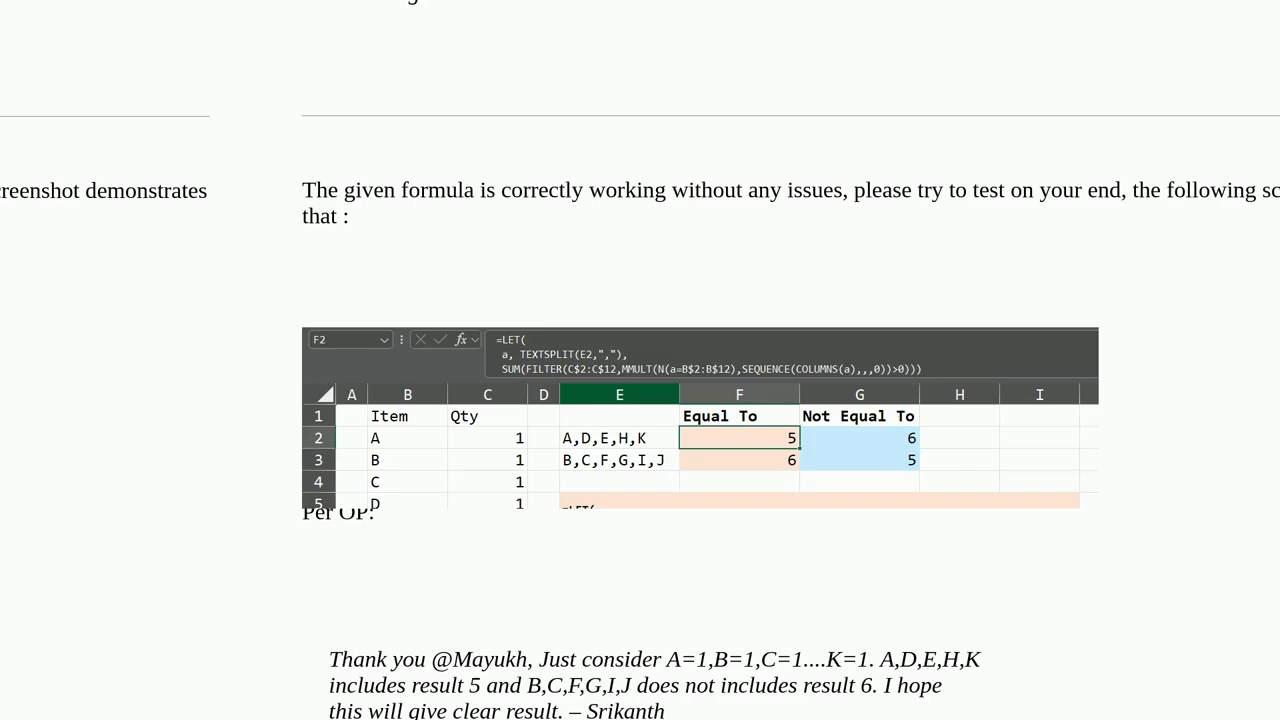 creenshot demonstrates
The given formula is correctly working without any issues, please try to test on your end, the following sc
that :
F2
fx
=LET(
a, TEXTSPLIT(E2,","),
SUM(FILTER(C$2:C$12,MMULT(N(a=B$2:B$12),SEQUENCE(COLUMNS(a),,,0))>0)))
A B C D E F G H I
1 Item Qty Equal To Not Equal To
2 A 1 A,D,E,H,K 5 6
3 B 1 B,C,F,G,I,J 6 5
4 C 1
5 D 1 =LET(
Per OP:
Thank you @Mayukh, Just consider A=1,B=1,C=1....K=1. A,D,E,H,K
includes result 5 and B,C,F,G,I,J does not includes result 6. I hope
this will give clear result. – Srikanth